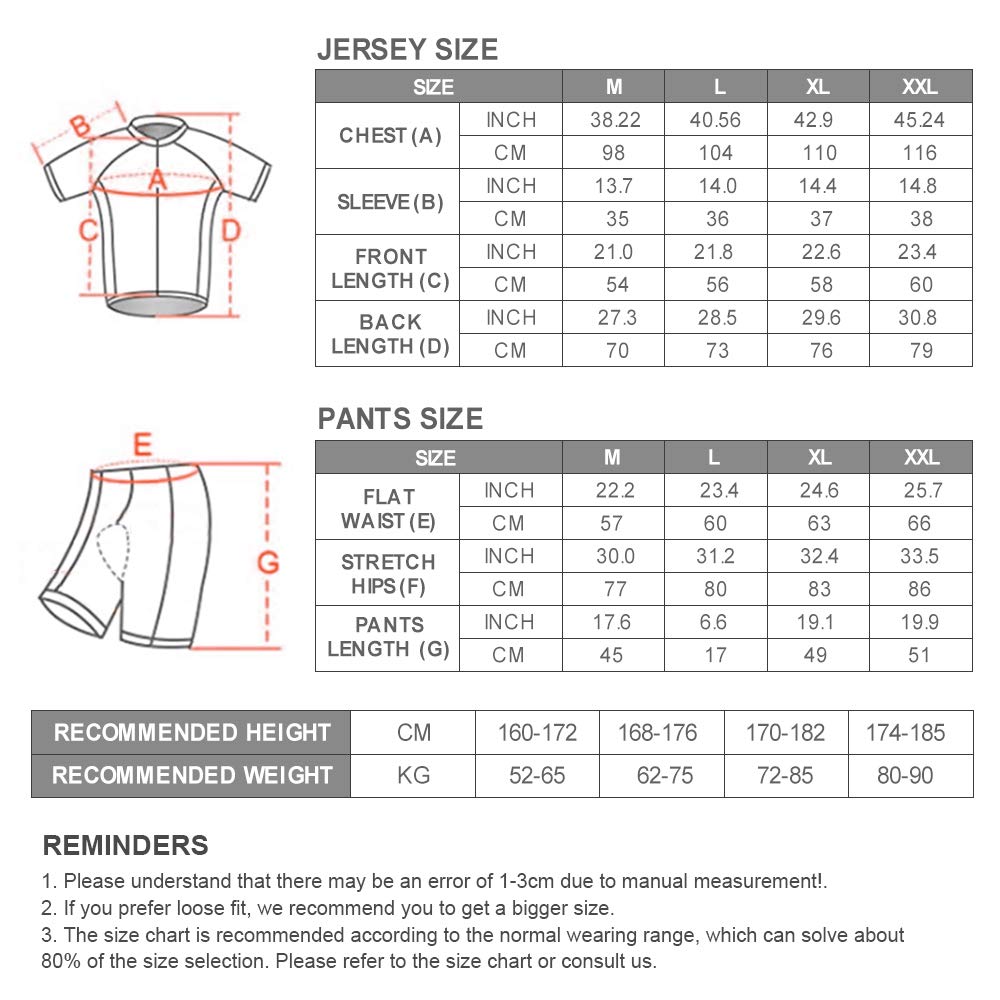 JERSEY SIZE
SIZE M L XL XXL
CHEST (A) INCH 38.22 40.56 42.9 45.24
CM 98 104 110 116
SLEEVE (B) INCH 13.7 14.0 14.4 14.8
CM 35 36 37 38
FRONT LENGTH (C) INCH 21.0 21.8 22.6 23.4
CM 54 56 58 60
BACK LENGTH (D) INCH 27.3 28.5 29.6 30.8
CM 70 73 76 79
B
A
C D
PANTS SIZE
SIZE M L XL XXL
FLAT WAIST (E) INCH 22.2 23.4 24.6 25.7
CM 57 60 63 66
STRETCH HIPS (F) INCH 30.0 31.2 32.4 33.5
CM 77 80 83 86
PANTS LENGTH (G) INCH 17.6 6.6 19.1 19.9
CM 45 17 49 51
E
G
RECOMMENDED HEIGHT CM 160-172 168-176 170-182 174-185
RECOMMENDED WEIGHT KG 52-65 62-75 72-85 80-90
REMINDERS
1. Please understand that there may be an error of 1-3cm due to manual measurement!.
2. If you prefer loose fit, we recommend you to get a bigger size.
3. The size chart is recommended according to the normal wearing range, which can solve about
80% of the size selection. Please refer to the size chart or consult us.